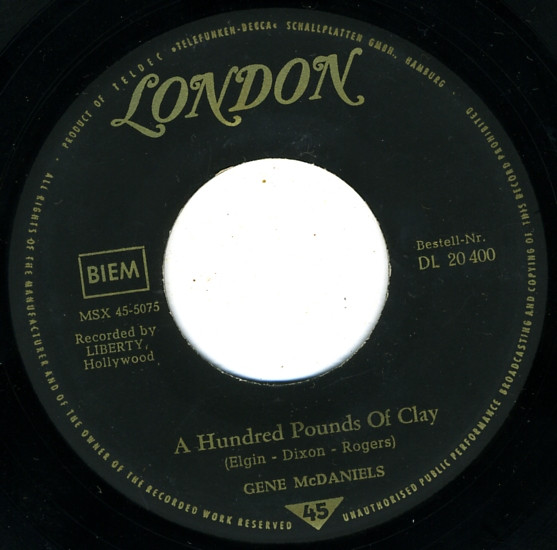 · PRODUCT OF TELDEC »TELEFUNKEN-DECCA« SCHALLPLATTEN GMBH., HAMBURG ·
LONDON
Bestell-Nr.
DL 20 400
BIEM
MSX 45-5075
Recorded by
LIBERTY,
Hollywood
A Hundred Pounds Of Clay
(Elgin - Dixon - Rogers)
GENE McDANIELS
45
ALL RIGHTS OF THE MANUFACTURER AND OF THE OWNER OF THE RECORDED WORK RESERVED
UNAUTHORISED PUBLIC PERFORMANCE BROADCASTING AND COPYING OF THIS RECORD PROHIBITED